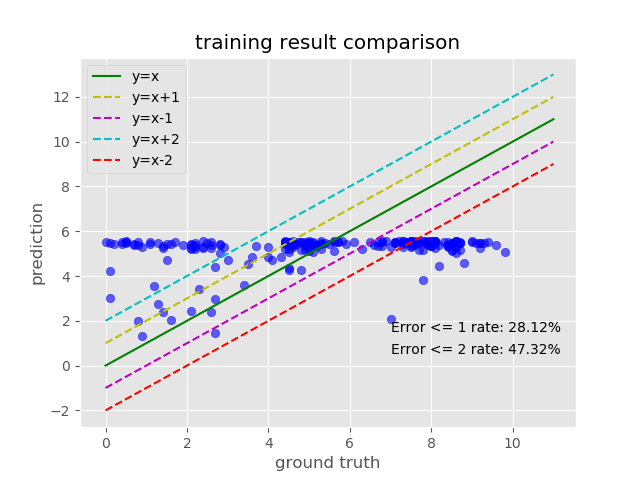 training result comparison
y=x
y=x+1
y=x-1
y=x+2
y=x-2
12
10
8
6
4
2
0
−2
prediction
Error <= 1 rate: 28.12%
Error <= 2 rate: 47.32%
0 2 4 6 8 10
ground truth